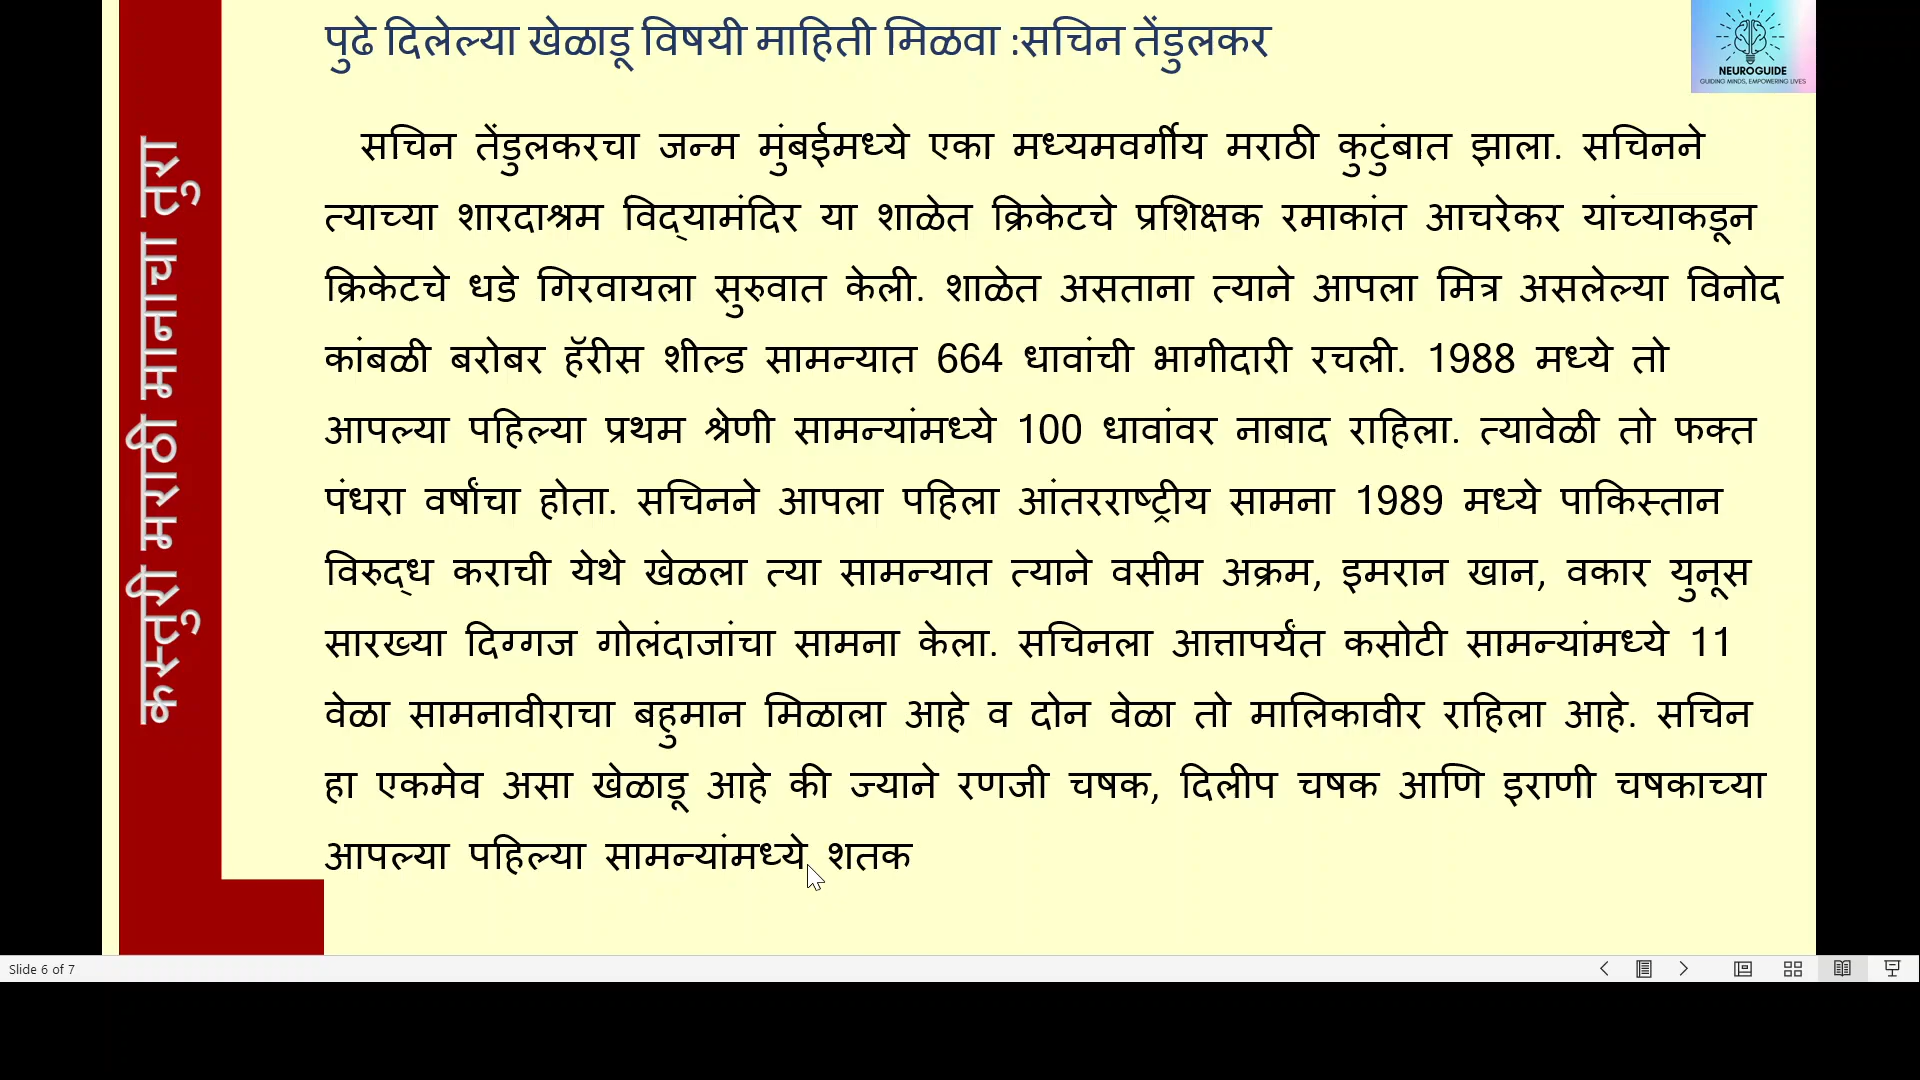 पुढे दिलेल्या खेळाडू विषयी माहिती मिळवा :सचिन तेंडुलकर
NEUROGUIDE
GUIDING MINDS, EMPOWERING LIVES
कस्तुरी मराठी मानाचा तुरा
सचिन तेंडुलकरचा जन्म मुंबईमध्ये एका मध्यमवर्गीय मराठी कुटुंबात झाला. सचिनने
त्याच्या शारदाश्रम विद्‌यामंदिर या शाळेत क्रिकेटचे प्रशिक्षक रमाकांत आचरेकर यांच्याकडून
क्रिकेटचे धडे गिरवायला सुरुवात केली. शाळेत असताना त्याने आपला मित्र असलेल्या विनोद
कांबळी बरोबर हॅरीस शील्ड सामन्यात 664 धावांची भागीदारी रचली. 1988 मध्ये तो
आपल्या पहिल्या प्रथम श्रेणी सामन्यांमध्ये 100 धावांवर नाबाद राहिला. त्यावेळी तो फक्त
पंधरा वर्षांचा होता. सचिनने आपला पहिला आंतरराष्ट्रीय सामना 1989 मध्ये पाकिस्तान
विरुद्‌ध कराची येथे खेळला त्या सामन्यात त्याने वसीम अक्रम, इमरान खान, वकार युनूस
सारख्या दिग्गज गोलंदाजांचा सामना केला. सचिनला आत्तापर्यंत कसोटी सामन्यांमध्ये 11
वेळा सामनावीराचा बहुमान मिळाला आहे व दोन वेळा तो मालिकावीर राहिला आहे. सचिन
हा एकमेव असा खेळाडू आहे की ज्याने रणजी चषक, दिलीप चषक आणि इराणी चषकाच्या
आपल्या पहिल्या सामन्यांमध्ये शतक
Slide 6 of 7